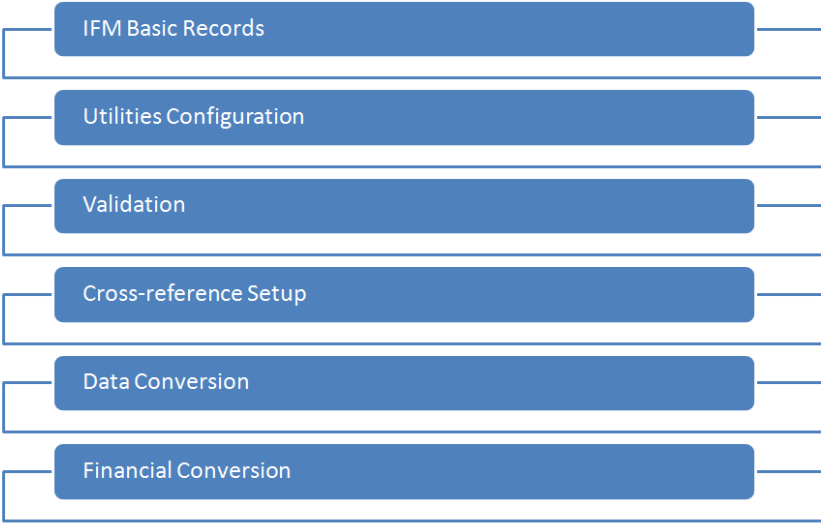 IFM Basic Records
Utilities Configuration
Validation
Cross-reference Setup
Data Conversion
Financial Conversion